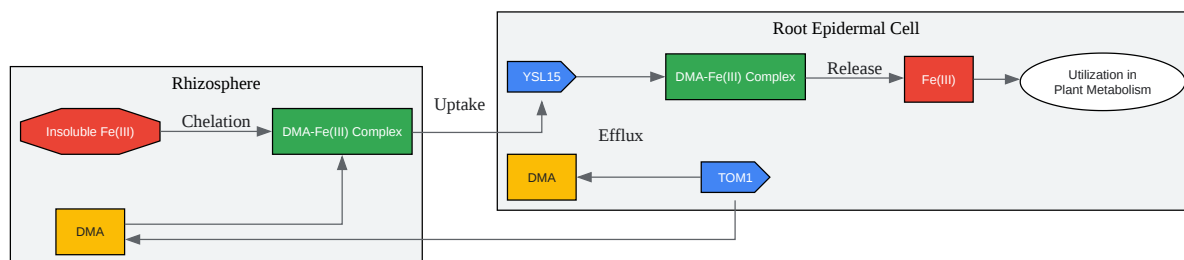 Root Epidermal Cell
YSL15
DMA-Fe(III) Complex
Release
Fe(III)
Utilization in
Plant Metabolism
Rhizosphere
Uptake
Insoluble Fe(III)
Chelation
DMA-Fe(III) Complex
Efflux
DMA
TOM1
DMA